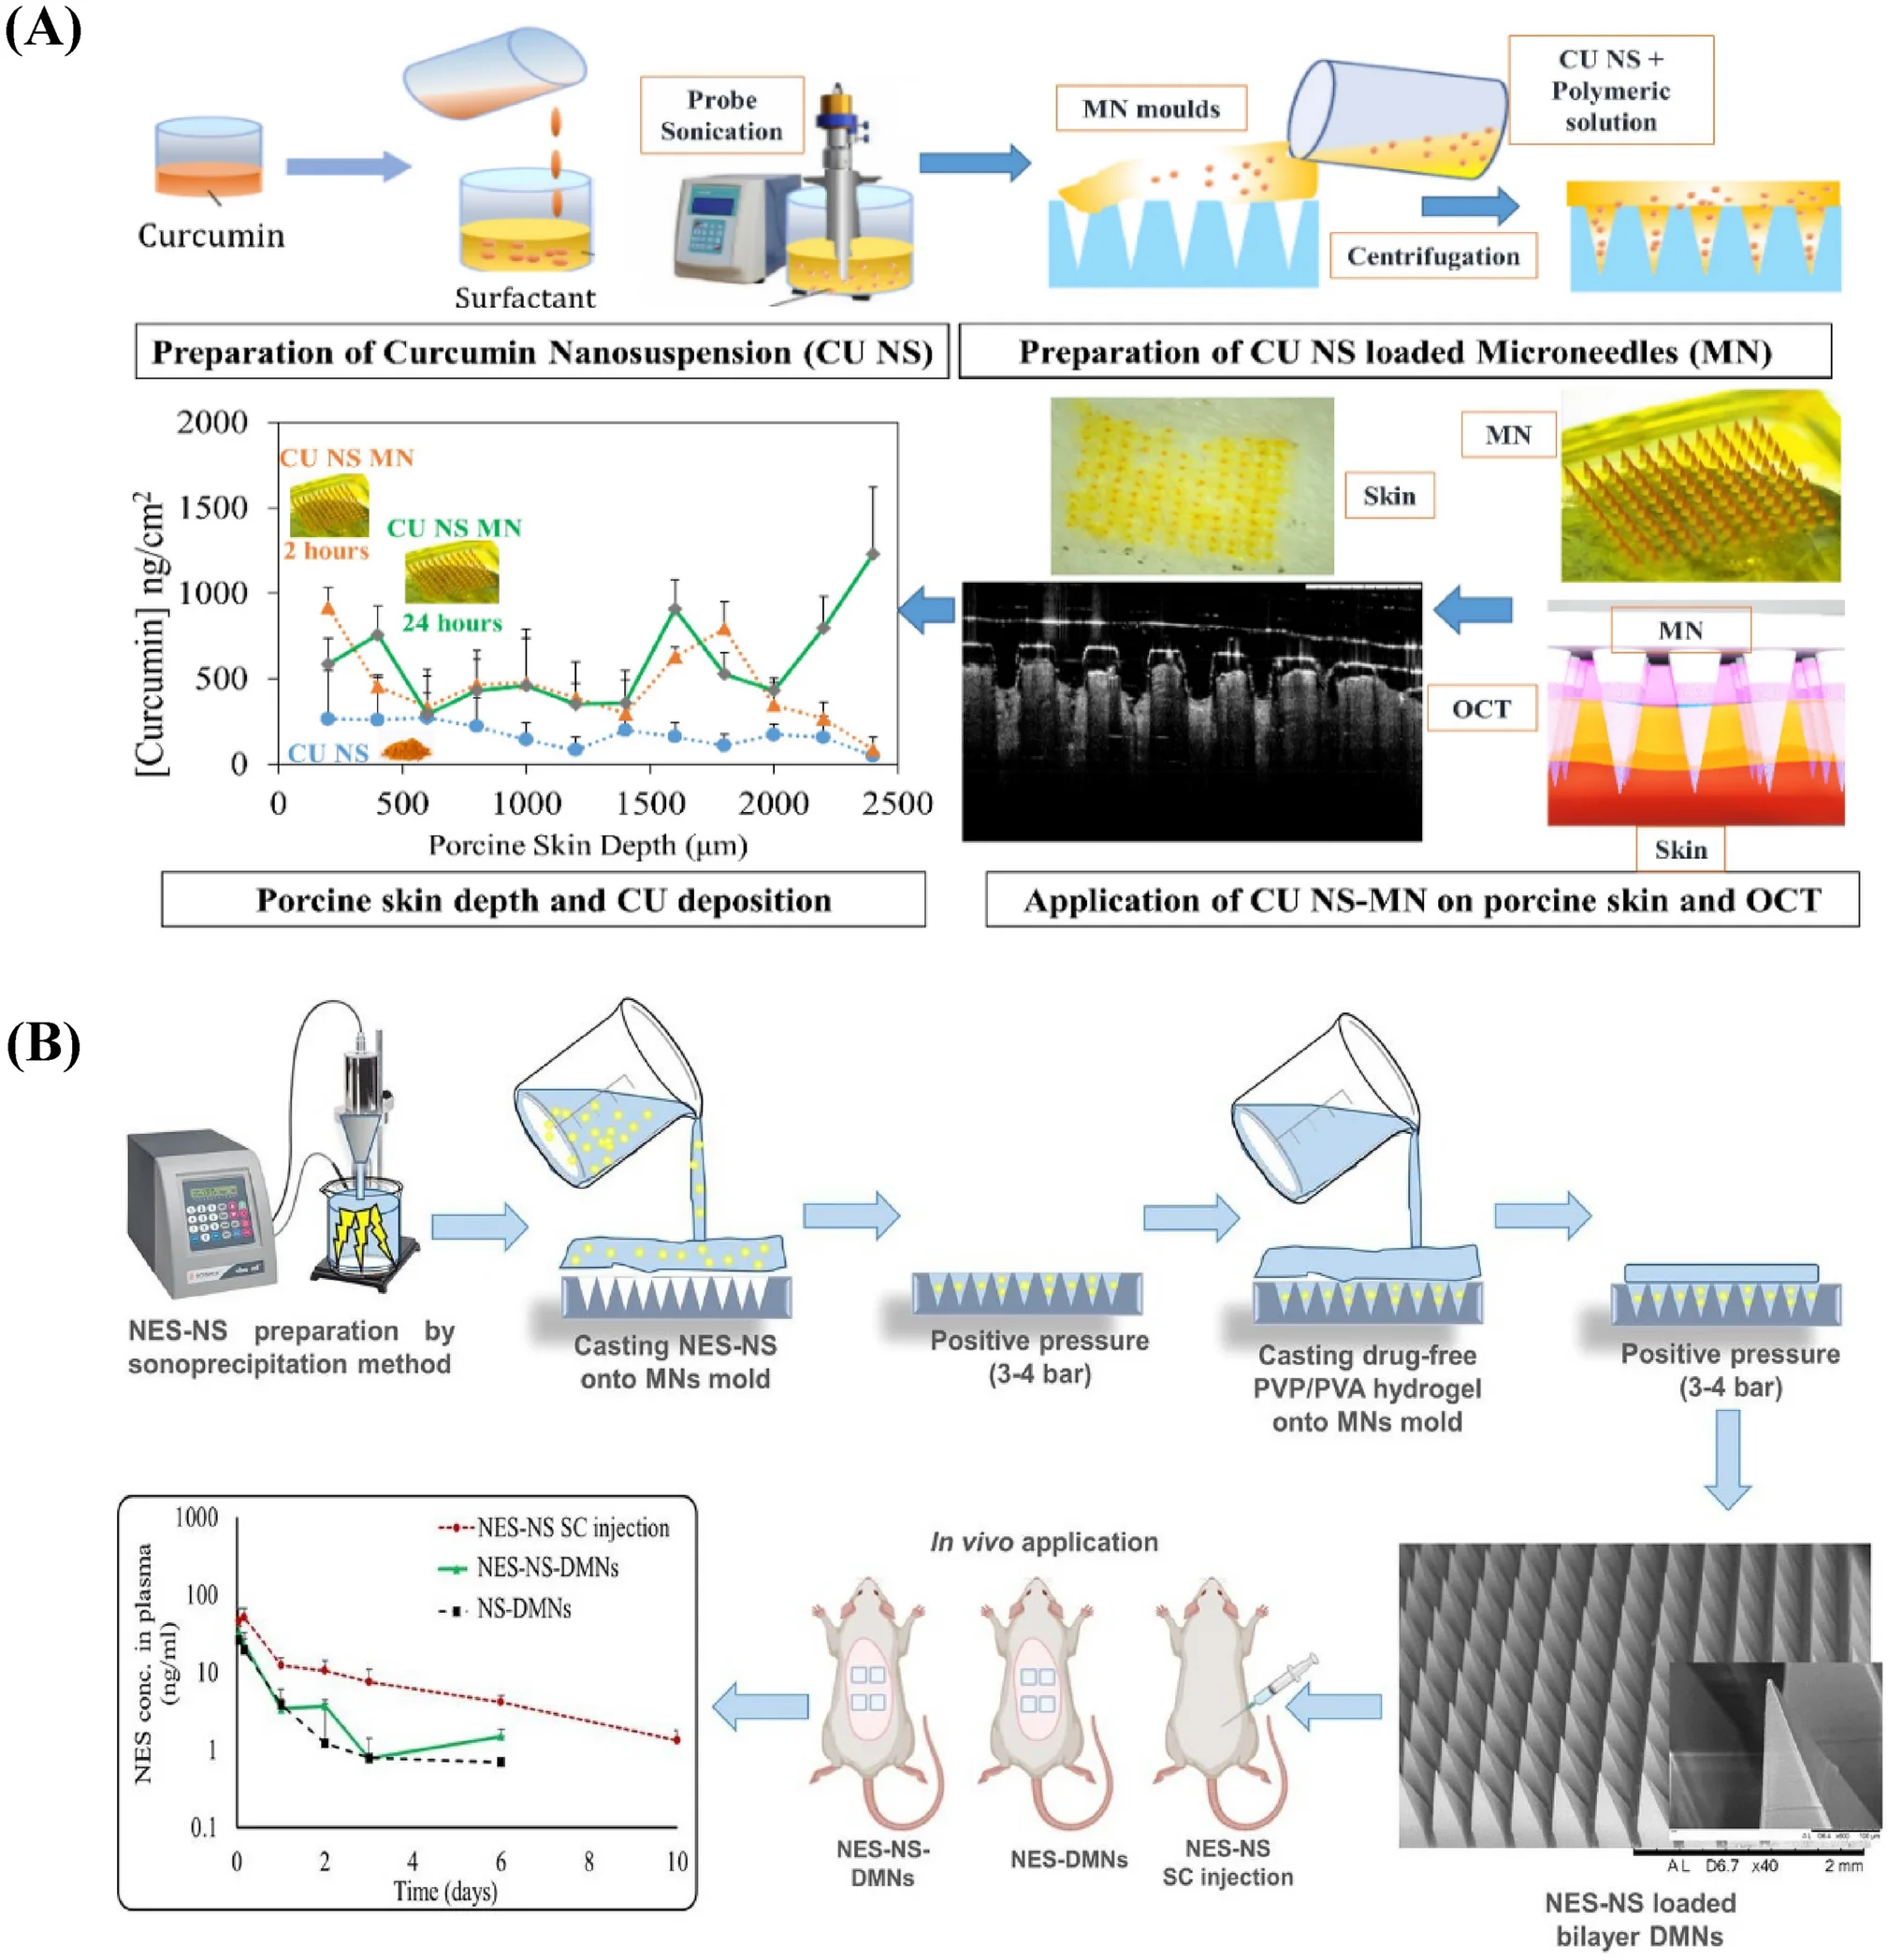 (A)
Curcumin
Surfactant
Probe
Sonication
MN moulds
CU NS +
Polymeric
solution
Centrifugation
Preparation of Curcumin Nanosuspension (CU NS)
Preparation of CU NS loaded Microneedles (MN)
[Curcumin] ng/cm2
2000
1500
1000
500
0
CU NS MN
2 hours
CU NS MN
24 hours
CU NS
0 500 1000 1500 2000 2500
Porcine Skin Depth (μm)
Skin
MN
OCT
MN
Skin
Porcine skin depth and CU deposition
Application of CU NS-MN on porcine skin and OCT
(B)
NES-NS preparation by
sonoprecipitation method
Casting NES-NS
onto MNs mold
Positive pressure
(3-4 bar)
Casting drug-free
PVP/PVA hydrogel
onto MNs mold
Positive pressure
(3-4 bar)
NES conc. in plasma
(ng/ml)
1000
100
10
1
0.1
NES-NS SC injection
NES-NS-DMNs
NS-DMNs
0 2 4 6 8 10
Time (days)
In vivo application
NES-NS-
DMNs
NES-DMNs
NES-NS
SC injection
A L D6.7 x40 2 mm
NES-NS loaded
bilayer DMNs